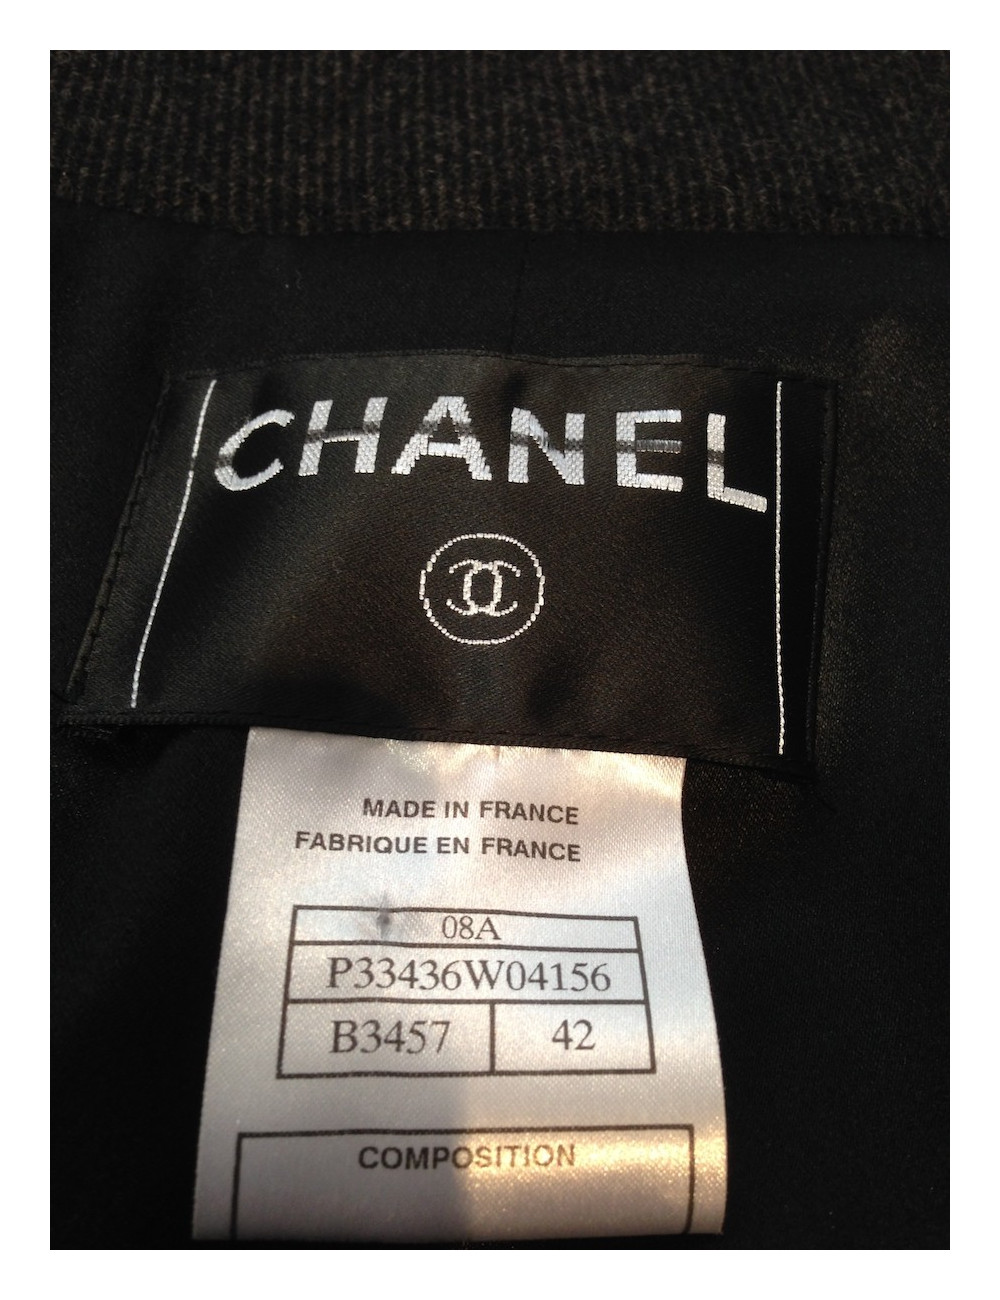 CHANEL
MADE IN FRANCE
FABRIQUE EN FRANCE
08A
P33436W04156
B3457 42
COMPOSITION